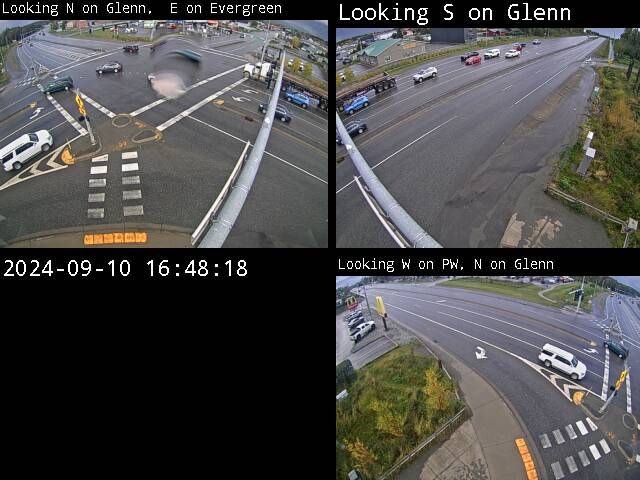 Looking N on Glenn,  E on Evergreen
Looking S on Glenn
2024-09-10 16:48:18
Looking W on PW, N on Glenn